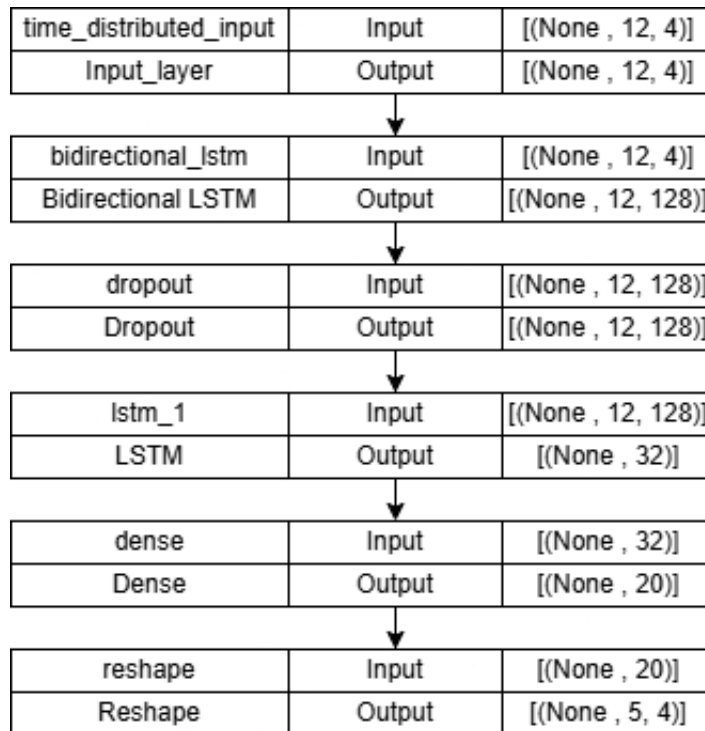 time_distributed_input Input [(None , 12, 4)]
Input_layer Output [(None , 12, 4)]
bidirectional_lstm Input [(None , 12, 4)]
Bidirectional LSTM Output [(None , 12, 128)]
dropout Input [(None , 12, 128)]
Dropout Output [(None , 12, 128)]
lstm_1 Input [(None , 12, 128)]
LSTM Output [(None , 32)]
dense Input [(None , 32)]
Dense Output [(None , 20)]
reshape Input [(None , 20)]
Reshape Output [(None , 5, 4)]